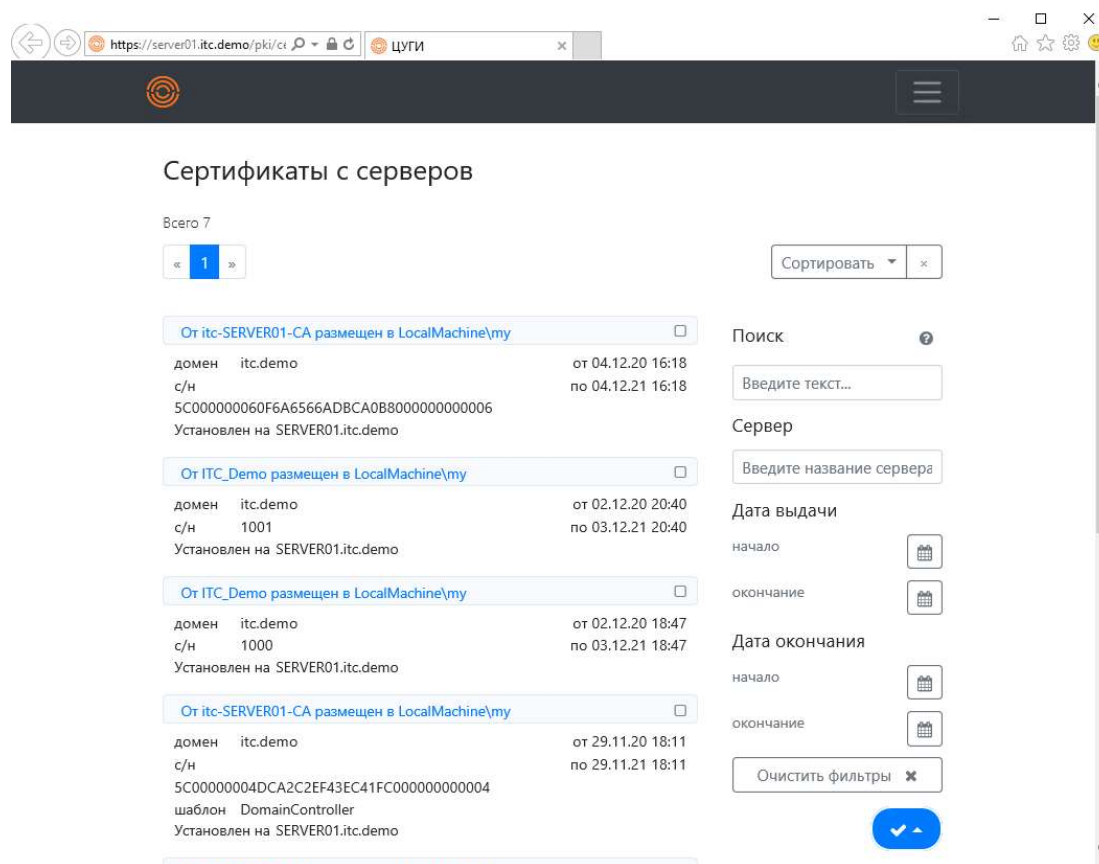 https://server01.itc.demo/pki/ce
ЦУГИ
Сертификаты с серверов
Всего 7
« 1 »
Сортировать ×
От itc-SERVER01-CA размещен в LocalMachine\my
домен itc.demo от 04.12.20 16:18
с/н по 04.12.21 16:18
5C000000060F6A6566ADBCA0B8000000000006
Установлен на SERVER01.itc.demo
От ITC_Demo размещен в LocalMachine\my
домен itc.demo от 02.12.20 20:40
с/н 1001 по 03.12.21 20:40
Установлен на SERVER01.itc.demo
От ITC_Demo размещен в LocalMachine\my
домен itc.demo от 02.12.20 18:47
с/н 1000 по 03.12.21 18:47
Установлен на SERVER01.itc.demo
От itc-SERVER01-CA размещен в LocalMachine\my
домен itc.demo от 29.11.20 18:11
с/н по 29.11.21 18:11
5C00000004DCA2C2EF43EC41FC000000000004
шаблон DomainController
Установлен на SERVER01.itc.demo
Поиск
Введите текст...
Сервер
Введите название сервера
Дата выдачи
начало
окончание
Дата окончания
начало
окончание
Очистить фильтры ✖